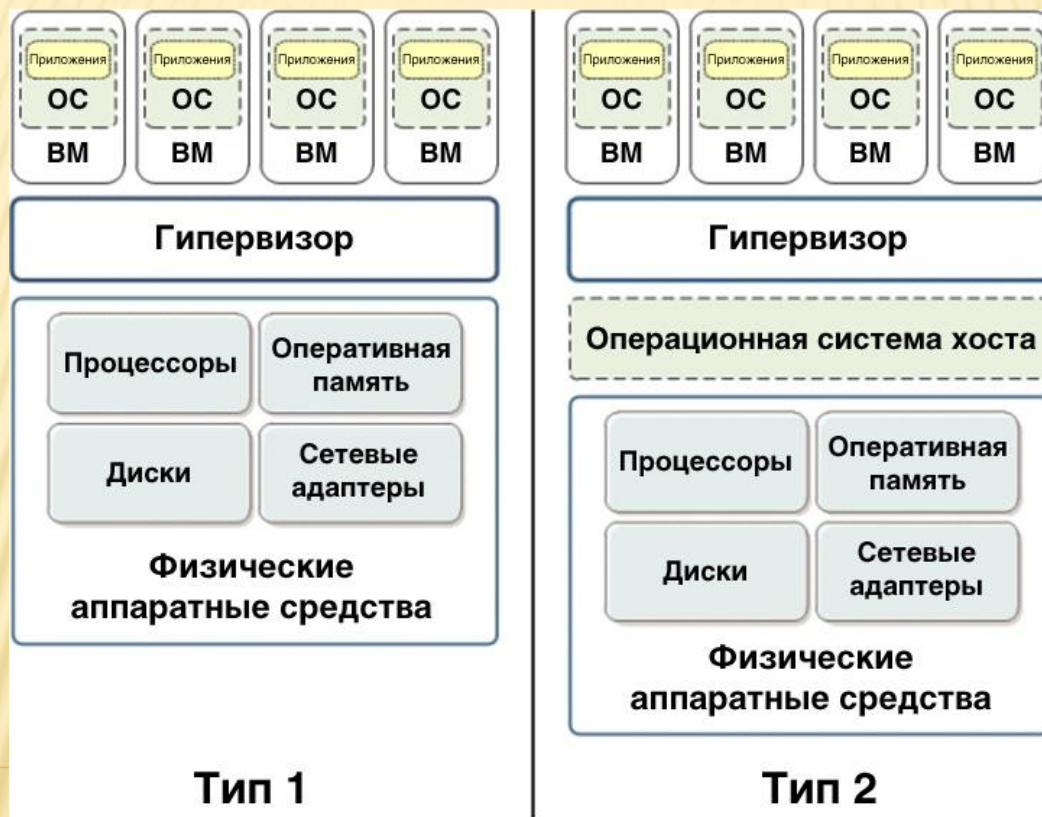 Приложения Приложения Приложения Приложения
ОС ОС ОС ОС
ВМ ВМ ВМ ВМ
Гипервизор
Процессоры
Оперативная
память
Диски
Сетевые
адаптеры
Физические
аппаратные средства
Тип 1
Приложения Приложения Приложения Приложения
ОС ОС ОС ОС
ВМ ВМ ВМ ВМ
Гипервизор
Операционная система хоста
Процессоры
Оперативная
память
Диски
Сетевые
адаптеры
Физические
аппаратные средства
Тип 2